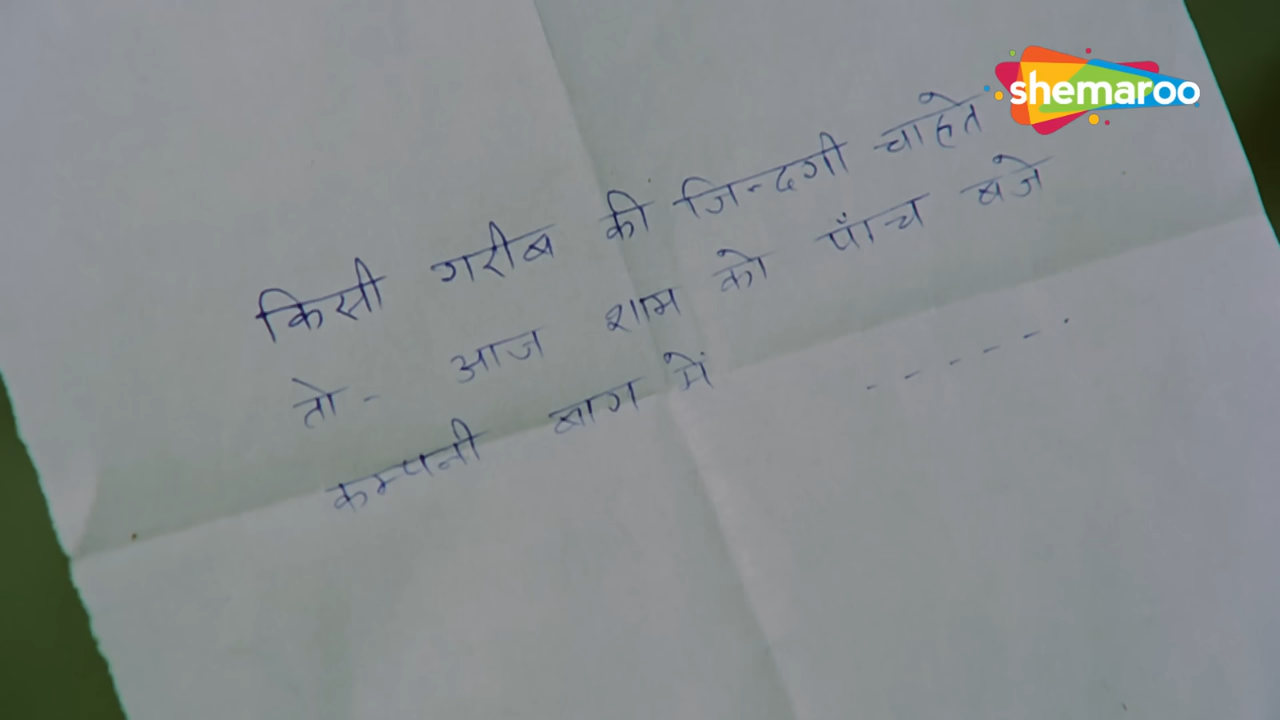 shemaroo
किसी गरीब की जिन्दगी चाहते
तो - आज शाम को पाँच बजे
कम्पनी बाग में - - - - - .